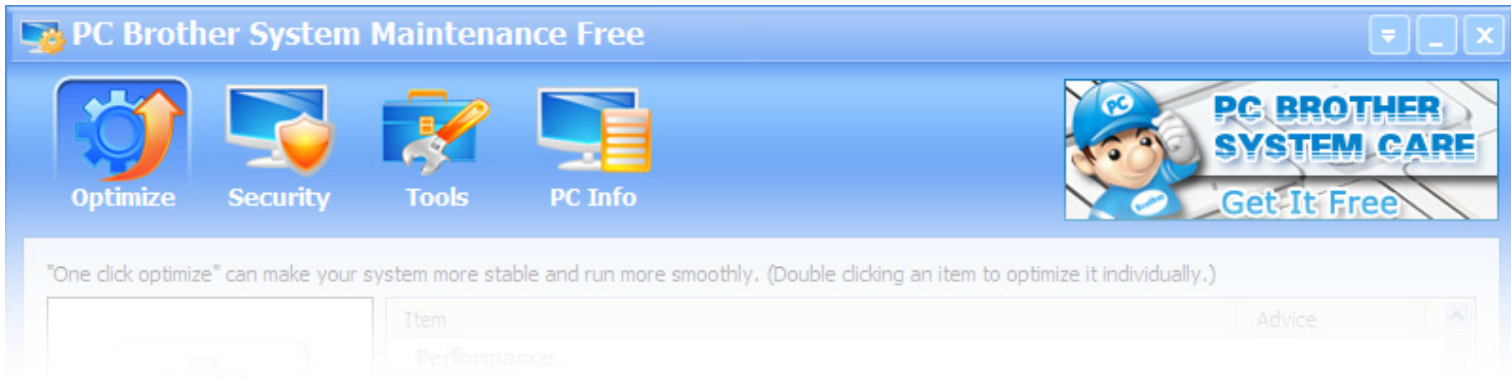 PC Brother System Maintenance Free
PC
PC BROTHER
SYSTEM CARE
Get It Free
Brother
Optimize Security Tools PC Info
"One click optimize" can make your system more stable and run more smoothly. (Double clicking an item to optimize it individually.)
Item Advice
Performance